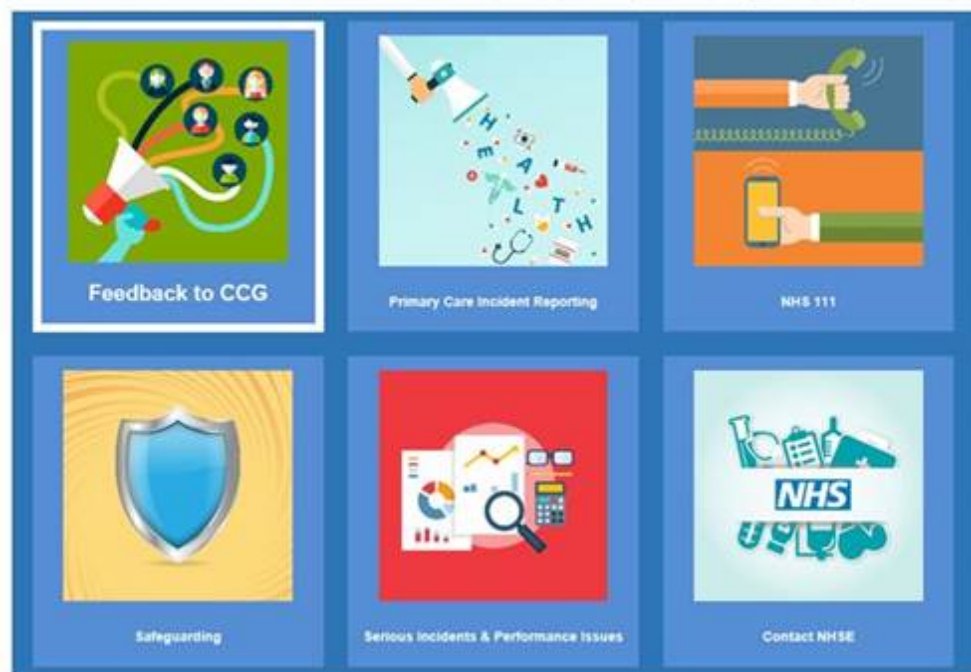 Feedback to CCG
H
E
A
L
T
H
Primary Care Incident Reporting
NHS 111
Safeguarding
Serious Incidents & Performance Issues
NHS
Contact NHSE